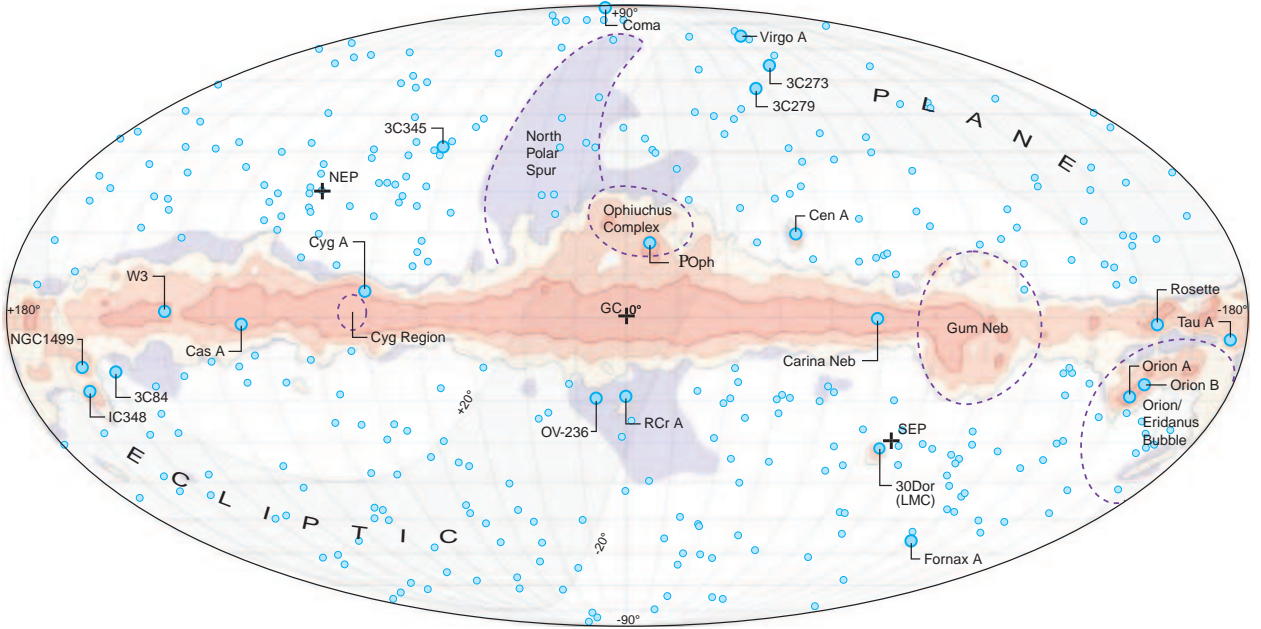 +90°
Coma
Virgo A
3C273
3C279
P L A N E
3C345
North
Polar
Spur
NEP
Ophiuchus
Complex
Cen A
Cyg A
POph
W3
Rosette
+180°
GC 0°
-180°
Tau A
NGC1499
Cas A
Cyg Region
Gum Neb
Carina Neb
Orion A
Orion B
3C84
IC348
+20°
OV-236
RCr A
SEP
Orion/
Eridanus
Bubble
E C L I P T I C
30Dor
(LMC)
-20°
Fornax A
-90°